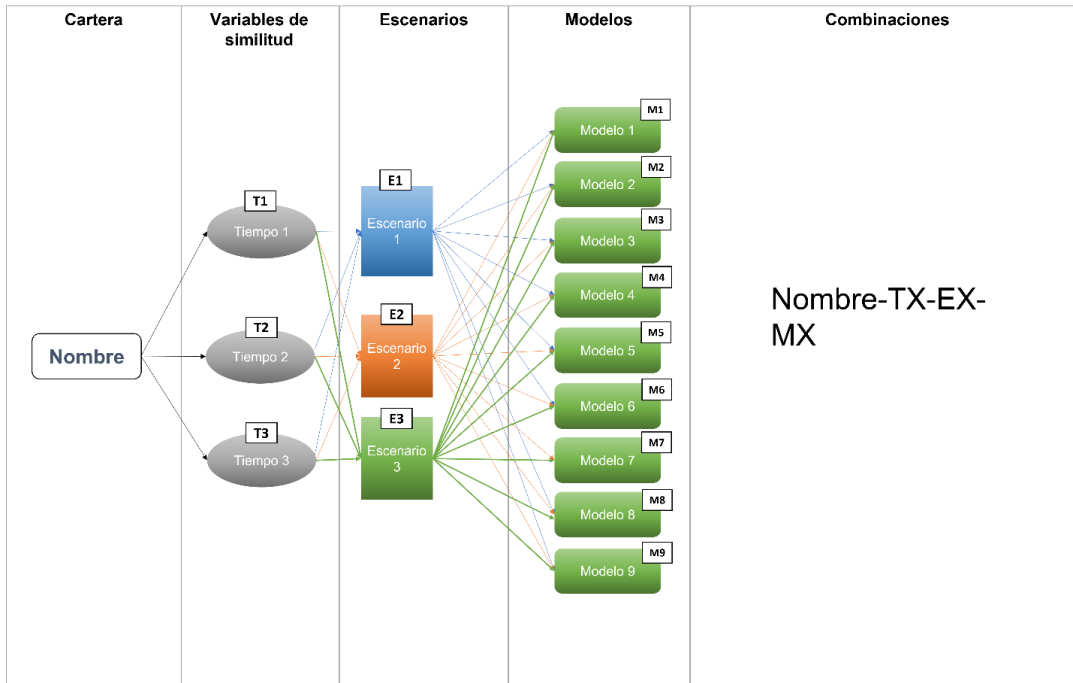 Cartera
Variables de
similitud
Escenarios
Modelos
Combinaciones
Nombre
T1
Tiempo 1
T2
Tiempo 2
T3
Tiempo 3
E1
Escenario
1
E2
Escenario
2
E3
Escenario
3
M1
Modelo 1
M2
Modelo 2
M3
Modelo 3
M4
Modelo 4
M5
Modelo 5
M6
Modelo 6
M7
Modelo 7
M8
Modelo 8
M9
Modelo 9
Nombre-TX-EX-
MX